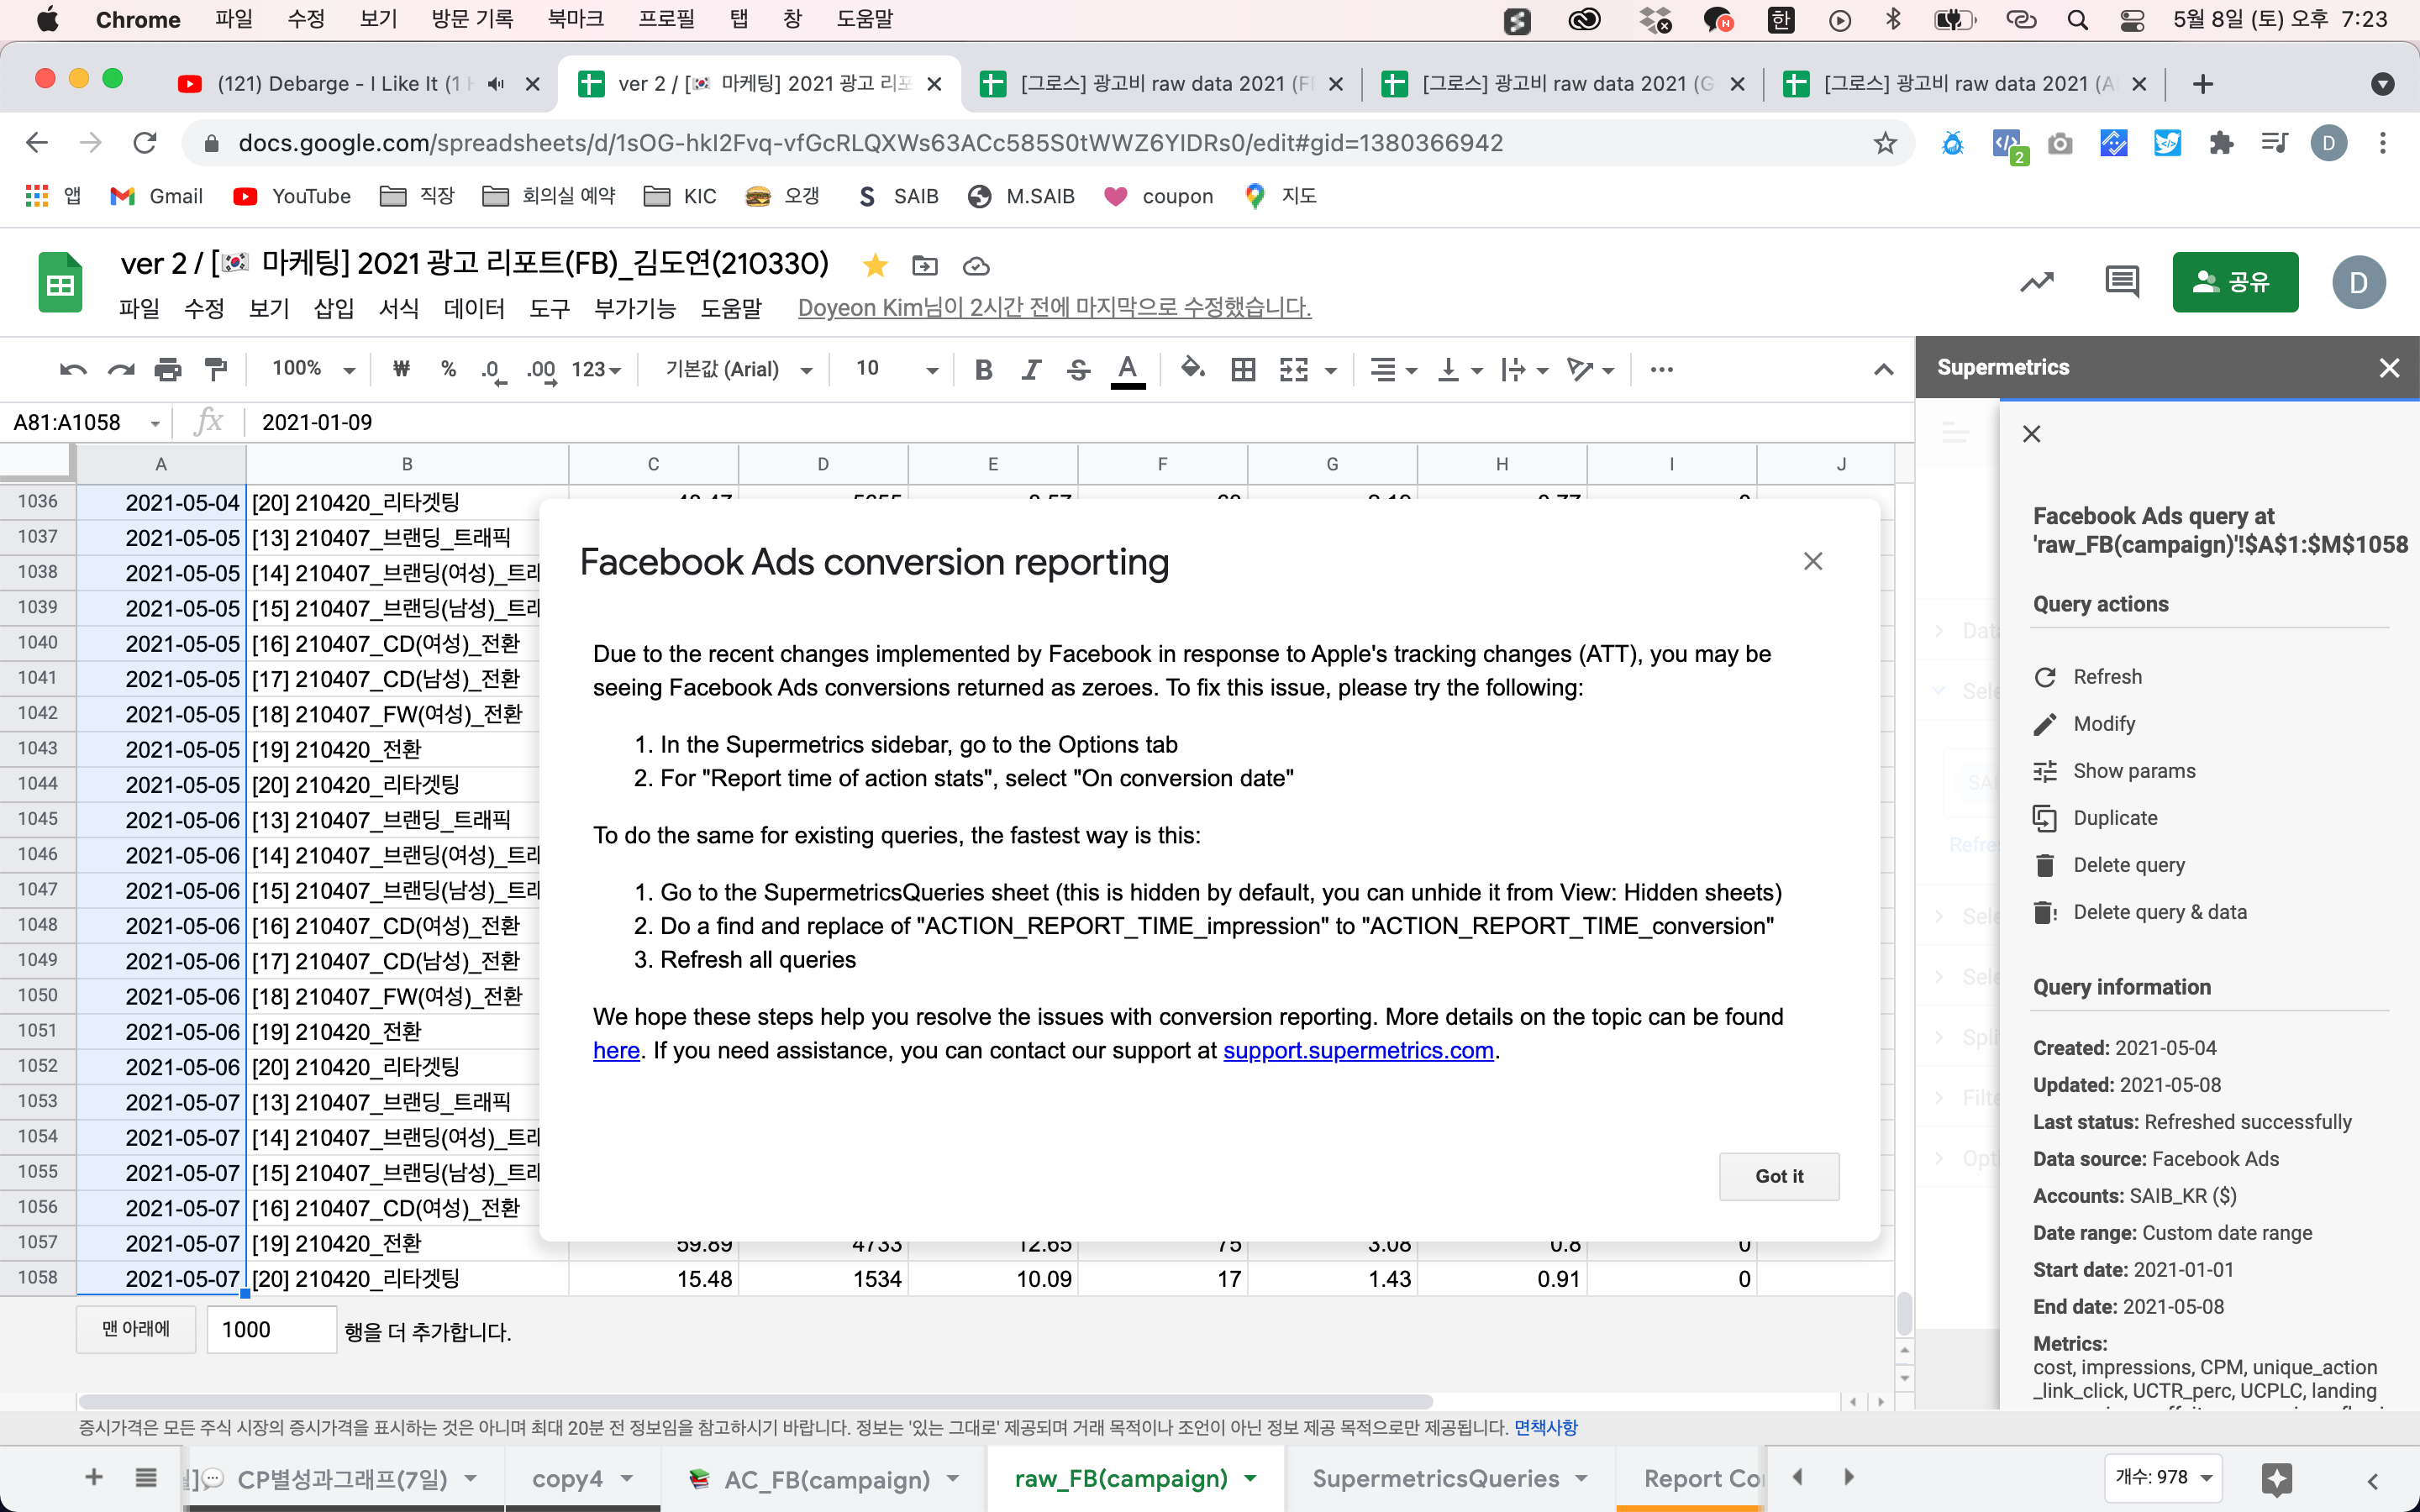 Chrome 파일 수정 보기 방문 기록 북마크 프로필 탭 창 도움말 5월 8일 (토) 오후 7:23
(121) Debarge - I Like It (1 ver 2 / [🇰🇷 마케팅] 2021 광고 리포 [그로스] 광고비 raw data 2021 (F [그로스] 광고비 raw data 2021 (G [그로스] 광고비 raw data 2021 (A
docs.google.com/spreadsheets/d/1sOG-hkI2Fvq-vfGcRLQXWs63ACc585S0tWWZ6YIDRs0/edit#gid=1380366942
앱 Gmail YouTube 직장 회의실 예약 KIC 오갱 SAIB M.SAIB coupon 지도
ver 2 / [🇰🇷 마케팅] 2021 광고 리포트(FB)_김도연(210330)
파일 수정 보기 삽입 서식 데이터 도구 부가기능 도움말 Doyeon Kim님이 2시간 전에 마지막으로 수정했습니다.
공유 D
100% ₩ % .0 .00 123 기본값 (Arial) 10 B I S A
A81:A1058 fx 2021-01-09
A B C D E F G H I J
1036 2021-05-04 [20] 210420_리타겟팅
1037 2021-05-05 [13] 210407_브랜딩_트래픽
1038 2021-05-05 [14] 210407_브랜딩(여성)_트래
1039 2021-05-05 [15] 210407_브랜딩(남성)_트래
1040 2021-05-05 [16] 210407_CD(여성)_전환
1041 2021-05-05 [17] 210407_CD(남성)_전환
1042 2021-05-05 [18] 210407_FW(여성)_전환
1043 2021-05-05 [19] 210420_전환
1044 2021-05-05 [20] 210420_리타겟팅
1045 2021-05-06 [13] 210407_브랜딩_트래픽
1046 2021-05-06 [14] 210407_브랜딩(여성)_트래
1047 2021-05-06 [15] 210407_브랜딩(남성)_트래
1048 2021-05-06 [16] 210407_CD(여성)_전환
1049 2021-05-06 [17] 210407_CD(남성)_전환
1050 2021-05-06 [18] 210407_FW(여성)_전환
1051 2021-05-06 [19] 210420_전환
1052 2021-05-06 [20] 210420_리타겟팅
1053 2021-05-07 [13] 210407_브랜딩_트래픽
1054 2021-05-07 [14] 210407_브랜딩(여성)_트래
1055 2021-05-07 [15] 210407_브랜딩(남성)_트래
1056 2021-05-07 [16] 210407_CD(여성)_전환
1057 2021-05-07 [19] 210420_전환 59.89 4733 12.65 75 3.08 0.8 0
1058 2021-05-07 [20] 210420_리타겟팅 15.48 1534 10.09 17 1.43 0.91 0
Facebook Ads conversion reporting
Due to the recent changes implemented by Facebook in response to Apple's tracking changes (ATT), you may be
seeing Facebook Ads conversions returned as zeroes. To fix this issue, please try the following:
1. In the Supermetrics sidebar, go to the Options tab
2. For "Report time of action stats", select "On conversion date"
To do the same for existing queries, the fastest way is this:
1. Go to the SupermetricsQueries sheet (this is hidden by default, you can unhide it from View: Hidden sheets)
2. Do a find and replace of "ACTION_REPORT_TIME_impression" to "ACTION_REPORT_TIME_conversion"
3. Refresh all queries
We hope these steps help you resolve the issues with conversion reporting. More details on the topic can be found
here. If you need assistance, you can contact our support at support.supermetrics.com.
Got it
Supermetrics
Facebook Ads query at
'raw_FB(campaign)'!$A$1:$M$1058
Query actions
Refresh
Modify
Show params
Duplicate
Delete query
Delete query & data
Query information
Created: 2021-05-04
Updated: 2021-05-08
Last status: Refreshed successfully
Data source: Facebook Ads
Accounts: SAIB_KR ($)
Date range: Custom date range
Start date: 2021-01-01
End date: 2021-05-08
Metrics:
cost, impressions, CPM, unique_action
_link_click, UCTR_perc, UCPLC, landing
맨 아래에 1000 행을 더 추가합니다.
증시가격은 모든 주식 시장의 증시가격을 표시하는 것은 아니며 최대 20분 전 정보임을 참고하시기 바랍니다. 정보는 '있는 그대로' 제공되며 거래 목적이나 조언이 아닌 정보 제공 목적으로만 제공됩니다. 면책사항
CP별성과그래프(7일) copy4 AC_FB(campaign) raw_FB(campaign) SupermetricsQueries Report Co 개수: 978